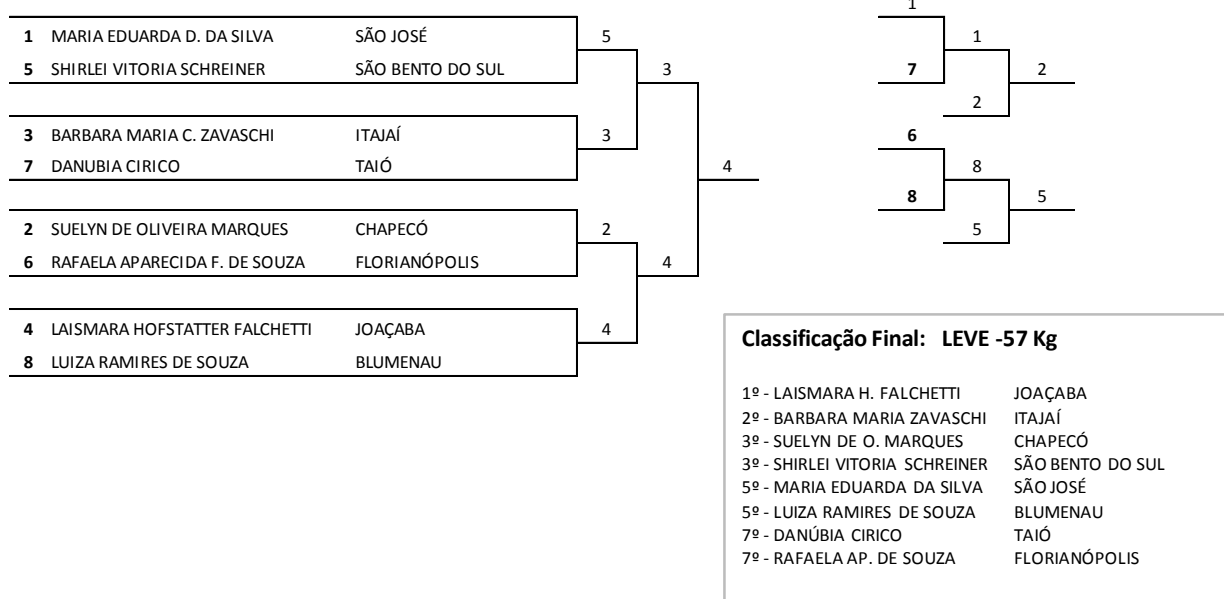 1 MARIA EDUARDA D. DA SILVA SÃO JOSÉ
5 SHIRLEI VITORIA SCHREINER SÃO BENTO DO SUL
3 BARBARA MARIA C. ZAVASCHI ITAJAÍ
7 DANUBIA CIRICO TAIÓ
2 SUELYN DE OLIVEIRA MARQUES CHAPECÓ
6 RAFAELA APARECIDA F. DE SOUZA FLORIANÓPOLIS
4 LAISMARA HOFSTATTER FALCHETTI JOAÇABA
8 LUIZA RAMIRES DE SOUZA BLUMENAU
5
3
2
4
3
4
4
1
7
1
2
2
6
8
8
5
5
Classificação Final: LEVE -57 Kg
1º - LAISMARA H. FALCHETTI JOAÇABA
2º - BARBARA MARIA ZAVASCHI ITAJAÍ
3º - SUELYN DE O. MARQUES CHAPECÓ
3º - SHIRLEI VITORIA SCHREINER SÃO BENTO DO SUL
5º - MARIA EDUARDA DA SILVA SÃO JOSÉ
5º - LUIZA RAMIRES DE SOUZA BLUMENAU
7º - DANÚBIA CIRICO TAIÓ
7º - RAFAELA AP. DE SOUZA FLORIANÓPOLIS